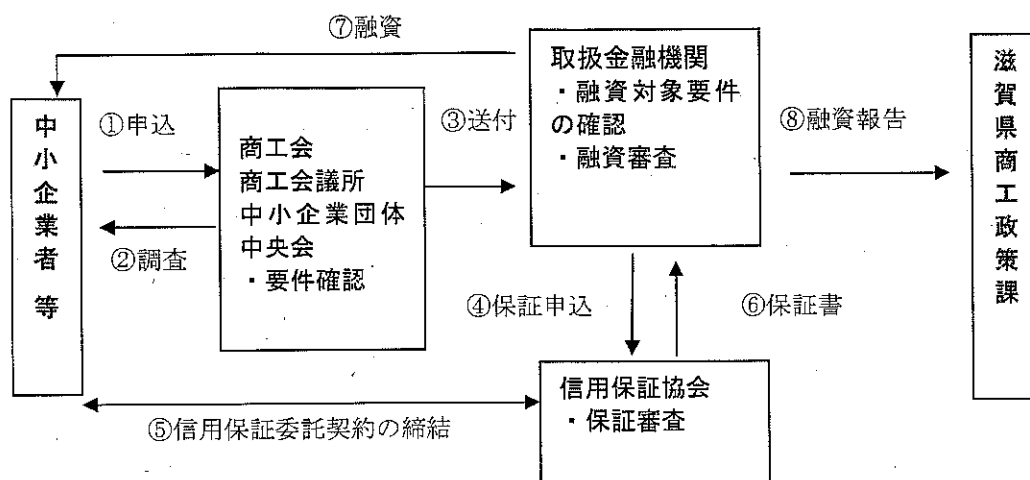 ⑦融資
中小企業者 等
①申込
②調査
商工会
商工会議所
中小企業団体
中央会
・要件確認
③送付
取扱金融機関
・融資対象要件
の確認
・融資審査
⑧融資報告
滋賀県商工政策課
④保証申込
⑥保証書
信用保証協会
・保証審査
⑤信用保証委託契約の締結